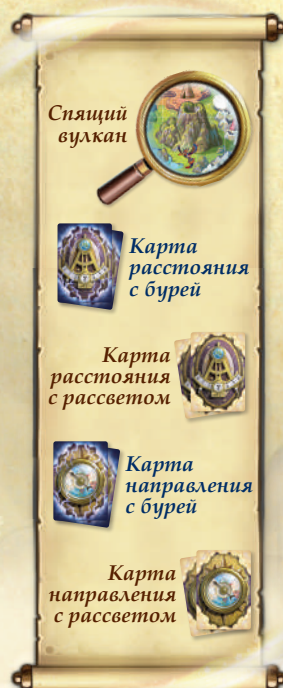 Спящий
вулкан
Карта
расстояния
с бурей
Карта
расстояния
с рассветом
Карта
направления
с бурей
Карта
направления
с рассветом